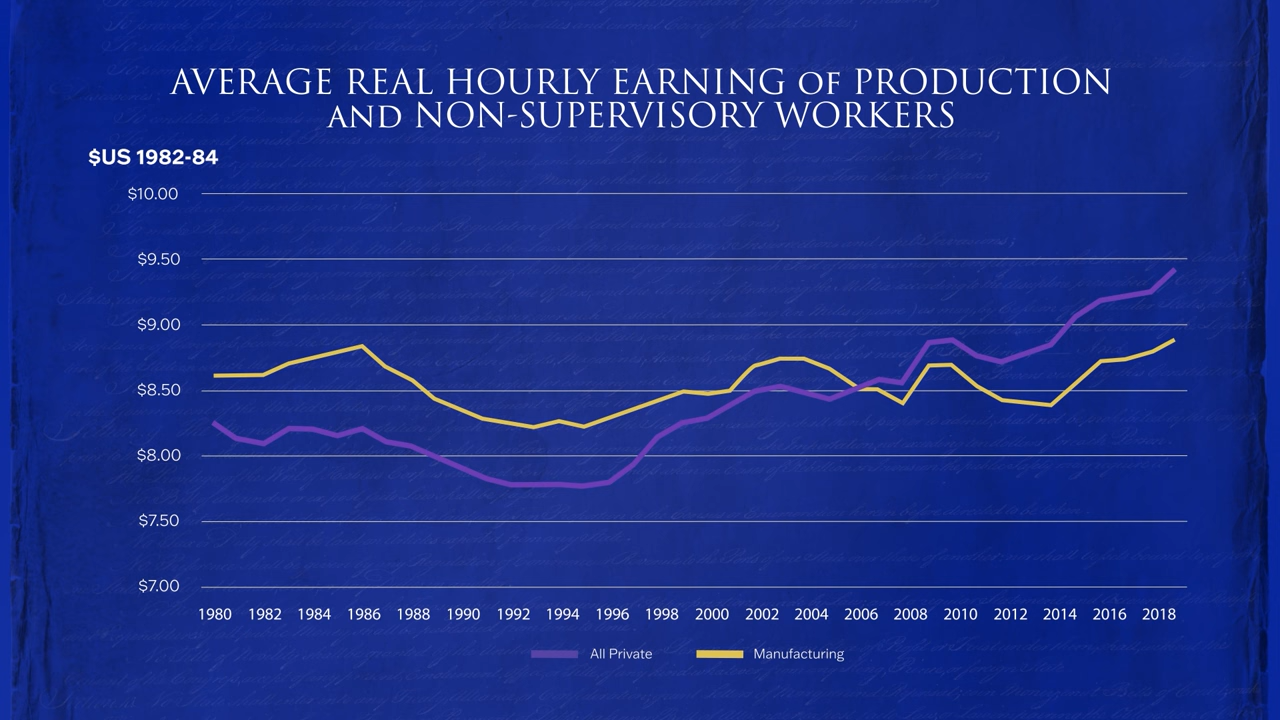 AVERAGE REAL HOURLY EARNING OF PRODUCTION
AND NON-SUPERVISORY WORKERS
$US 1982-84
$10.00
$9.50
$9.00
$8.50
$8.00
$7.50
$7.00
1980 1982 1984 1986 1988 1990 1992 1994 1996 1998 2000 2002 2004 2006 2008 2010 2012 2014 2016 2018
All Private Manufacturing